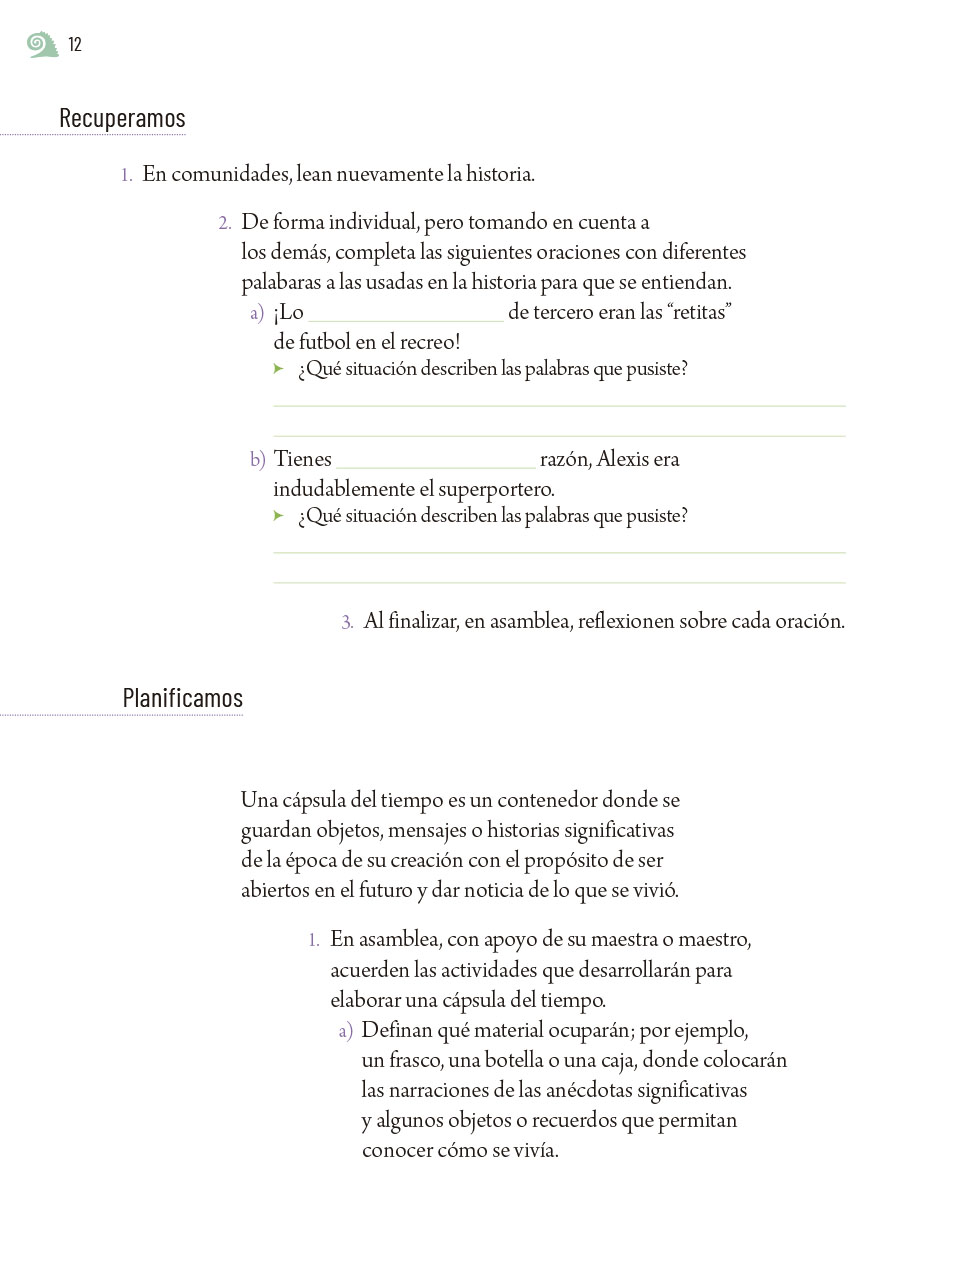 12
Recuperamos
1. En comunidades, lean nuevamente la historia.
2. De forma individual, pero tomando en cuenta a
los demás, completa las siguientes oraciones con diferentes
palabaras a las usadas en la historia para que se entiendan.
a) ¡Lo de tercero eran las “retitas”
de futbol en el recreo!
➤ ¿Qué situación describen las palabras que pusiste?
b) Tienes razón, Alexis era
indudablemente el superportero.
➤ ¿Qué situación describen las palabras que pusiste?
3. Al finalizar, en asamblea, reflexionen sobre cada oración.
Planificamos
Una cápsula del tiempo es un contenedor donde se
guardan objetos, mensajes o historias significativas
de la época de su creación con el propósito de ser
abiertos en el futuro y dar noticia de lo que se vivió.
1. En asamblea, con apoyo de su maestra o maestro,
acuerden las actividades que desarrollarán para
elaborar una cápsula del tiempo.
a) Definan qué material ocuparán; por ejemplo,
un frasco, una botella o una caja, donde colocarán
las narraciones de las anécdotas significativas
y algunos objetos o recuerdos que permitan
conocer cómo se vivía.